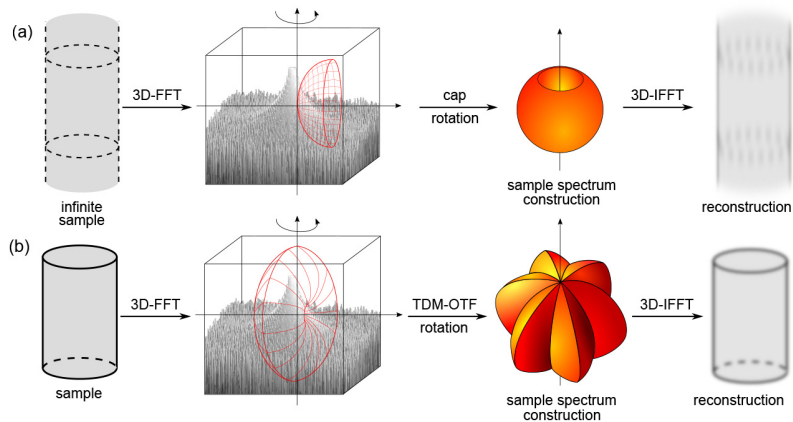 (a)
3D-FFT
cap
rotation
3D-IFFT
infinite
sample
sample spectrum
construction
reconstruction
(b)
3D-FFT
TDM-OTF
rotation
3D-IFFT
sample
sample spectrum
construction
reconstruction